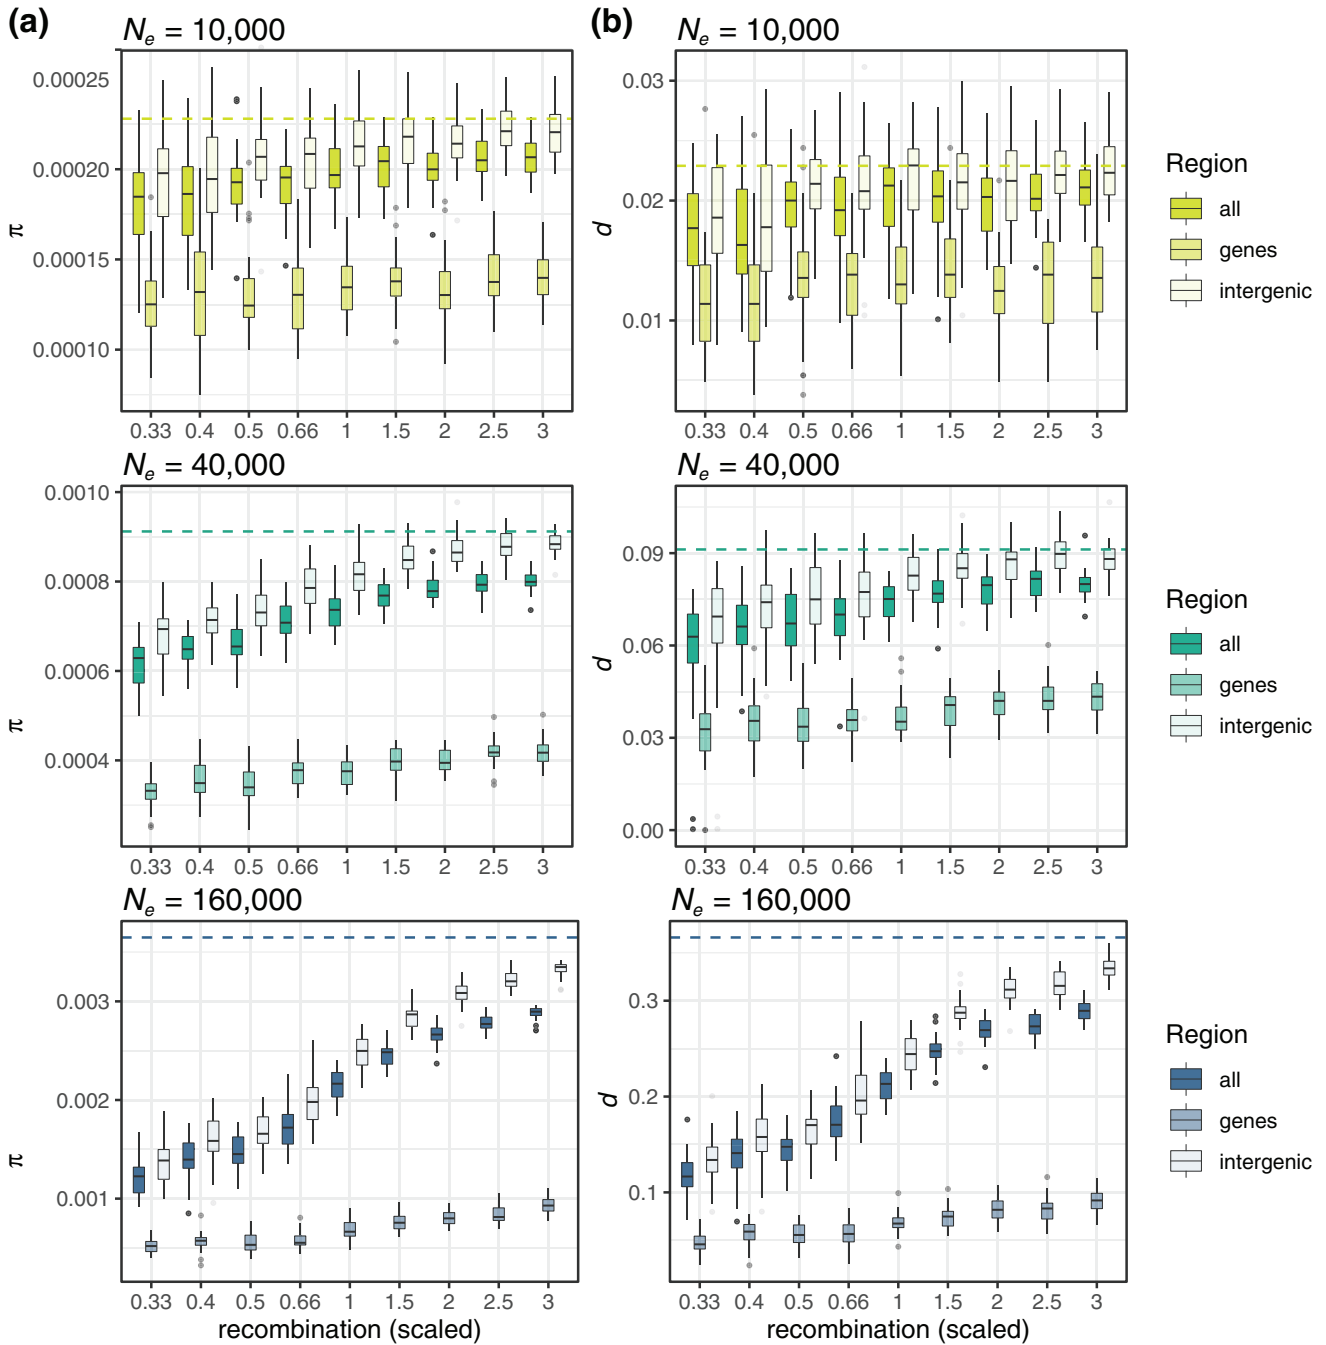 (a)
Nₑ = 10,000
π
0.00025
0.00020
0.00015
0.00010
0.33 0.4 0.5 0.66 1 1.5 2 2.5 3
(b)
Nₑ = 10,000
d
0.03
0.02
0.01
0.33 0.4 0.5 0.66 1 1.5 2 2.5 3
Region
all
genes
intergenic
Nₑ = 40,000
π
0.0010
0.0008
0.0006
0.0004
0.33 0.4 0.5 0.66 1 1.5 2 2.5 3
Nₑ = 40,000
d
0.09
0.06
0.03
0.00
0.33 0.4 0.5 0.66 1 1.5 2 2.5 3
Region
all
genes
intergenic
Nₑ = 160,000
π
0.003
0.002
0.001
0.33 0.4 0.5 0.66 1 1.5 2 2.5 3
recombination (scaled)
Nₑ = 160,000
d
0.3
0.2
0.1
0.33 0.4 0.5 0.66 1 1.5 2 2.5 3
recombination (scaled)
Region
all
genes
intergenic